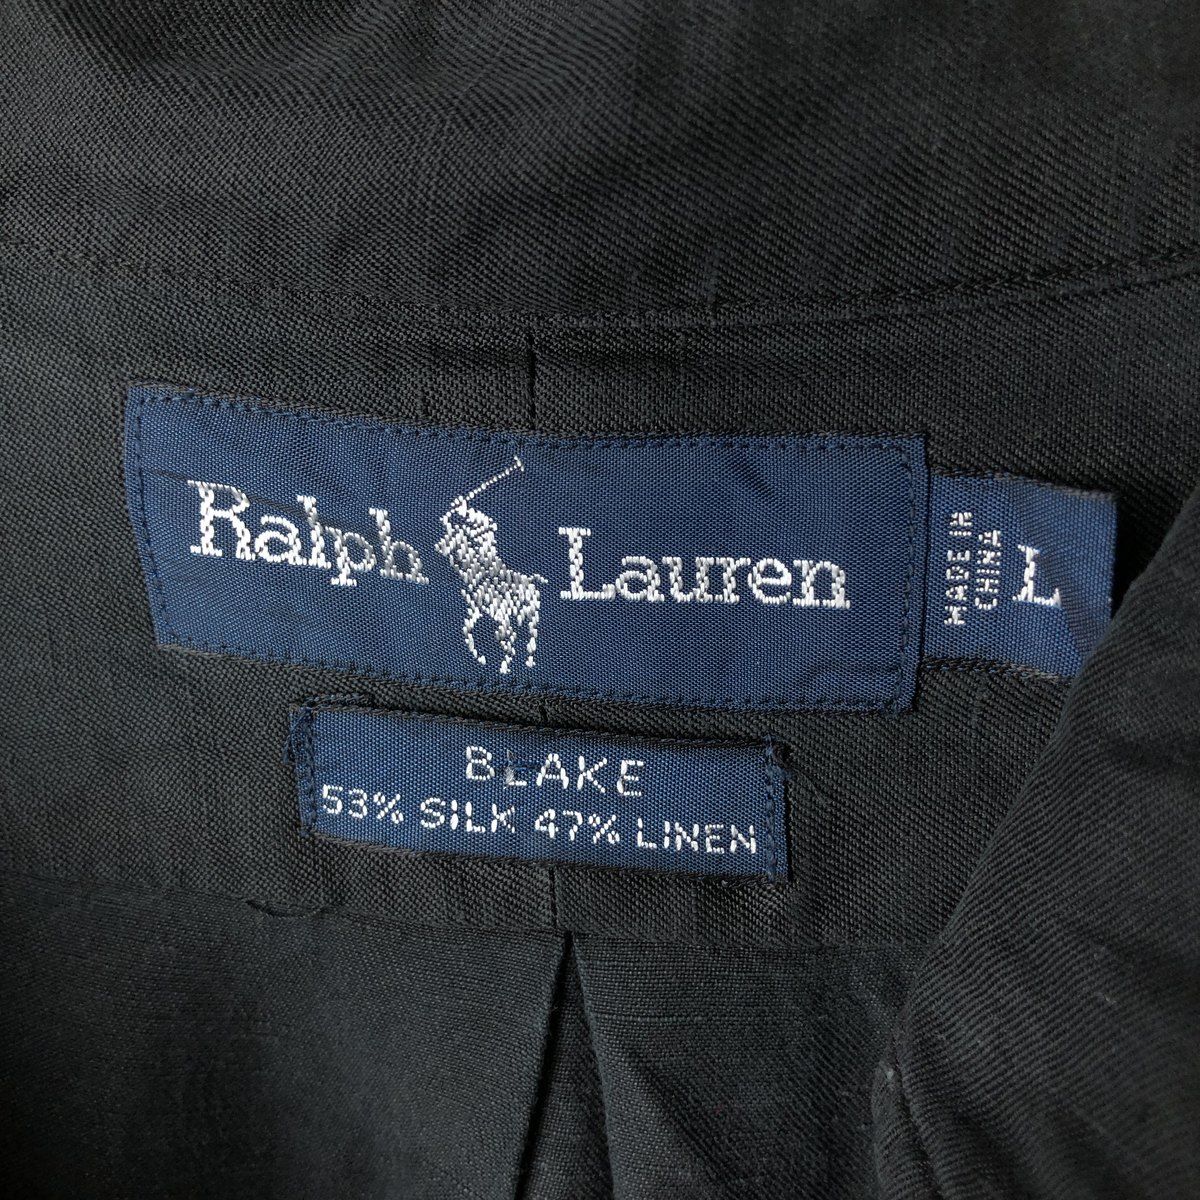 Ralph Lauren
MADE IN
CHINA
L
BLAKE
53% SILK 47% LINEN